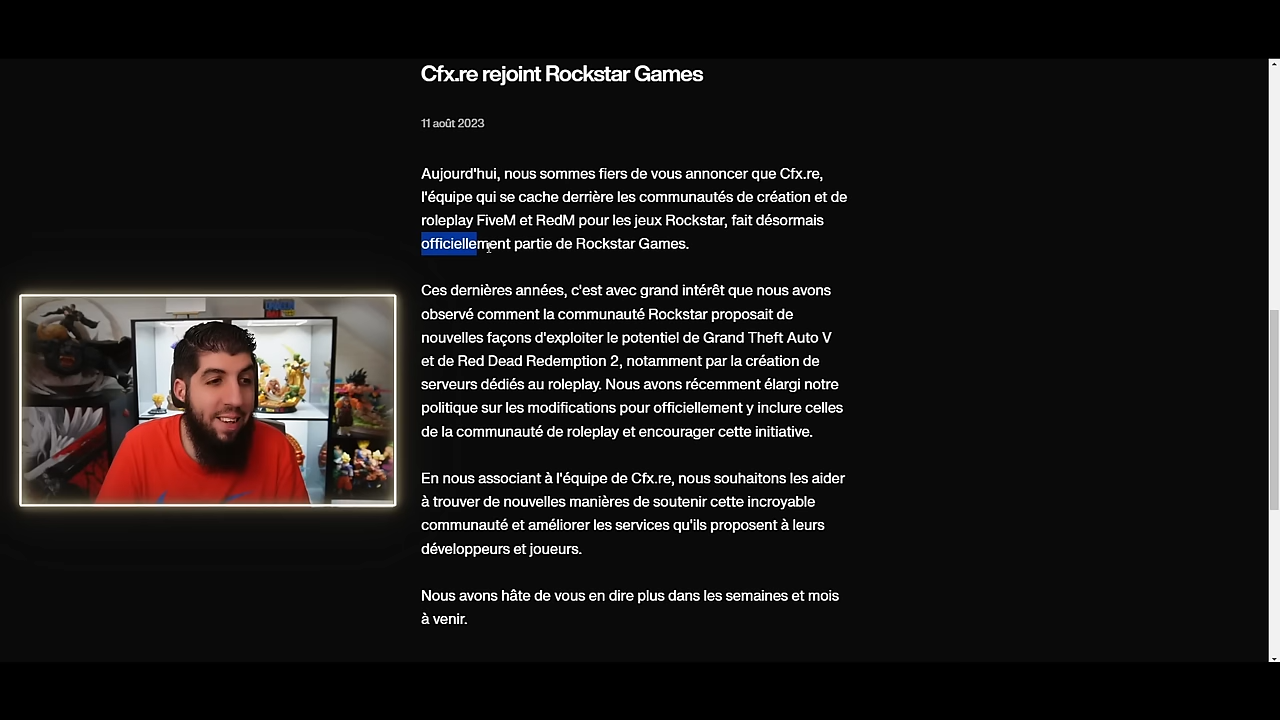 Cfx.re rejoint Rockstar Games
11 août 2023
Aujourd'hui, nous sommes fiers de vous annoncer que Cfx.re,
l'équipe qui se cache derrière les communautés de création et de
roleplay FiveM et RedM pour les jeux Rockstar, fait désormais
officiellement partie de Rockstar Games.
Ces dernières années, c'est avec grand intérêt que nous avons
observé comment la communauté Rockstar proposait de
nouvelles façons d'exploiter le potentiel de Grand Theft Auto V
et de Red Dead Redemption 2, notamment par la création de
serveurs dédiés au roleplay. Nous avons récemment élargi notre
politique sur les modifications pour officiellement y inclure celles
de la communauté de roleplay et encourager cette initiative.
En nous associant à l'équipe de Cfx.re, nous souhaitons les aider
à trouver de nouvelles manières de soutenir cette incroyable
communauté et améliorer les services qu'ils proposent à leurs
développeurs et joueurs.
Nous avons hâte de vous en dire plus dans les semaines et mois
à venir.